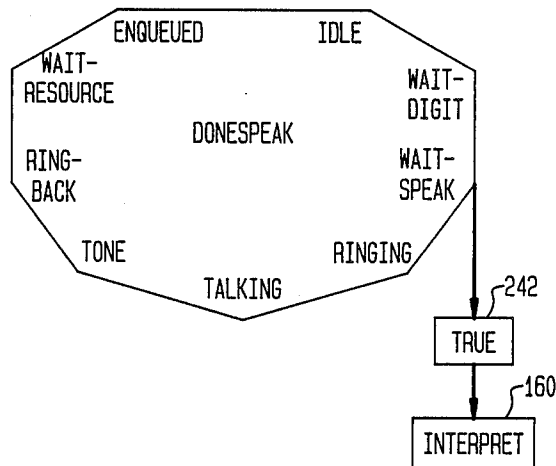 ENQUEUED IDLE
WAIT-
RESOURCE
WAIT-
DIGIT
DONESPEAK
RING-
BACK
WAIT-
SPEAK
TONE
RINGING
TALKING
242
TRUE
160
INTERPRET